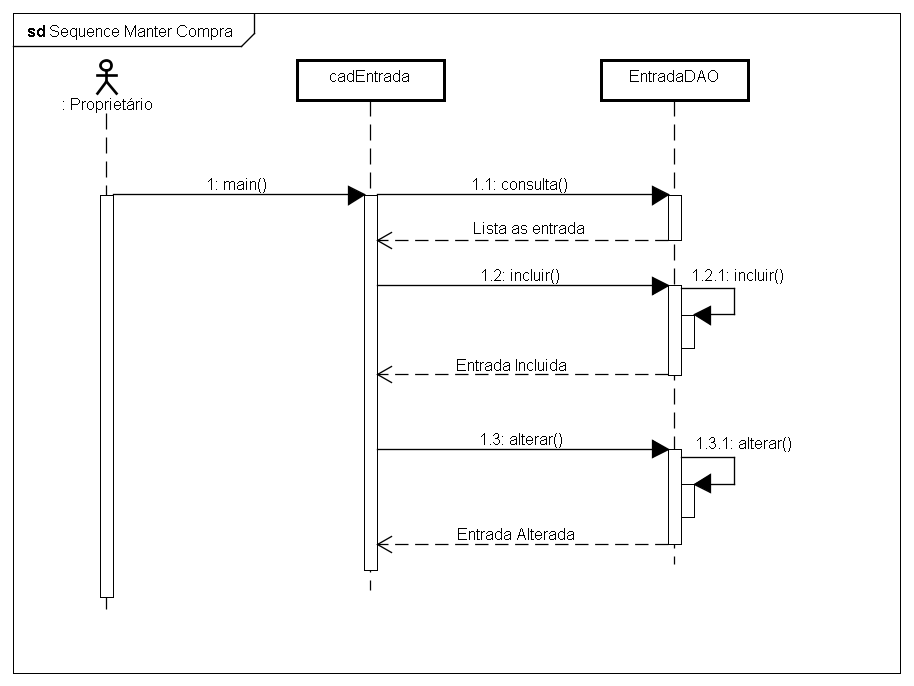 sd Sequence Manter Compra
: Proprietário
cadEntrada
EntradaDAO
1: main()
1.1: consulta()
Lista as entrada
1.2: incluir()
1.2.1: incluir()
Entrada Incluida
1.3: alterar()
1.3.1: alterar()
Entrada Alterada